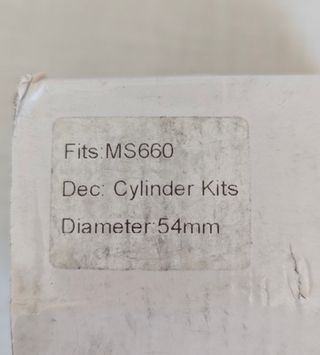 Fits:MS660
Dec: Cylinder Kits
Diameter:54mm